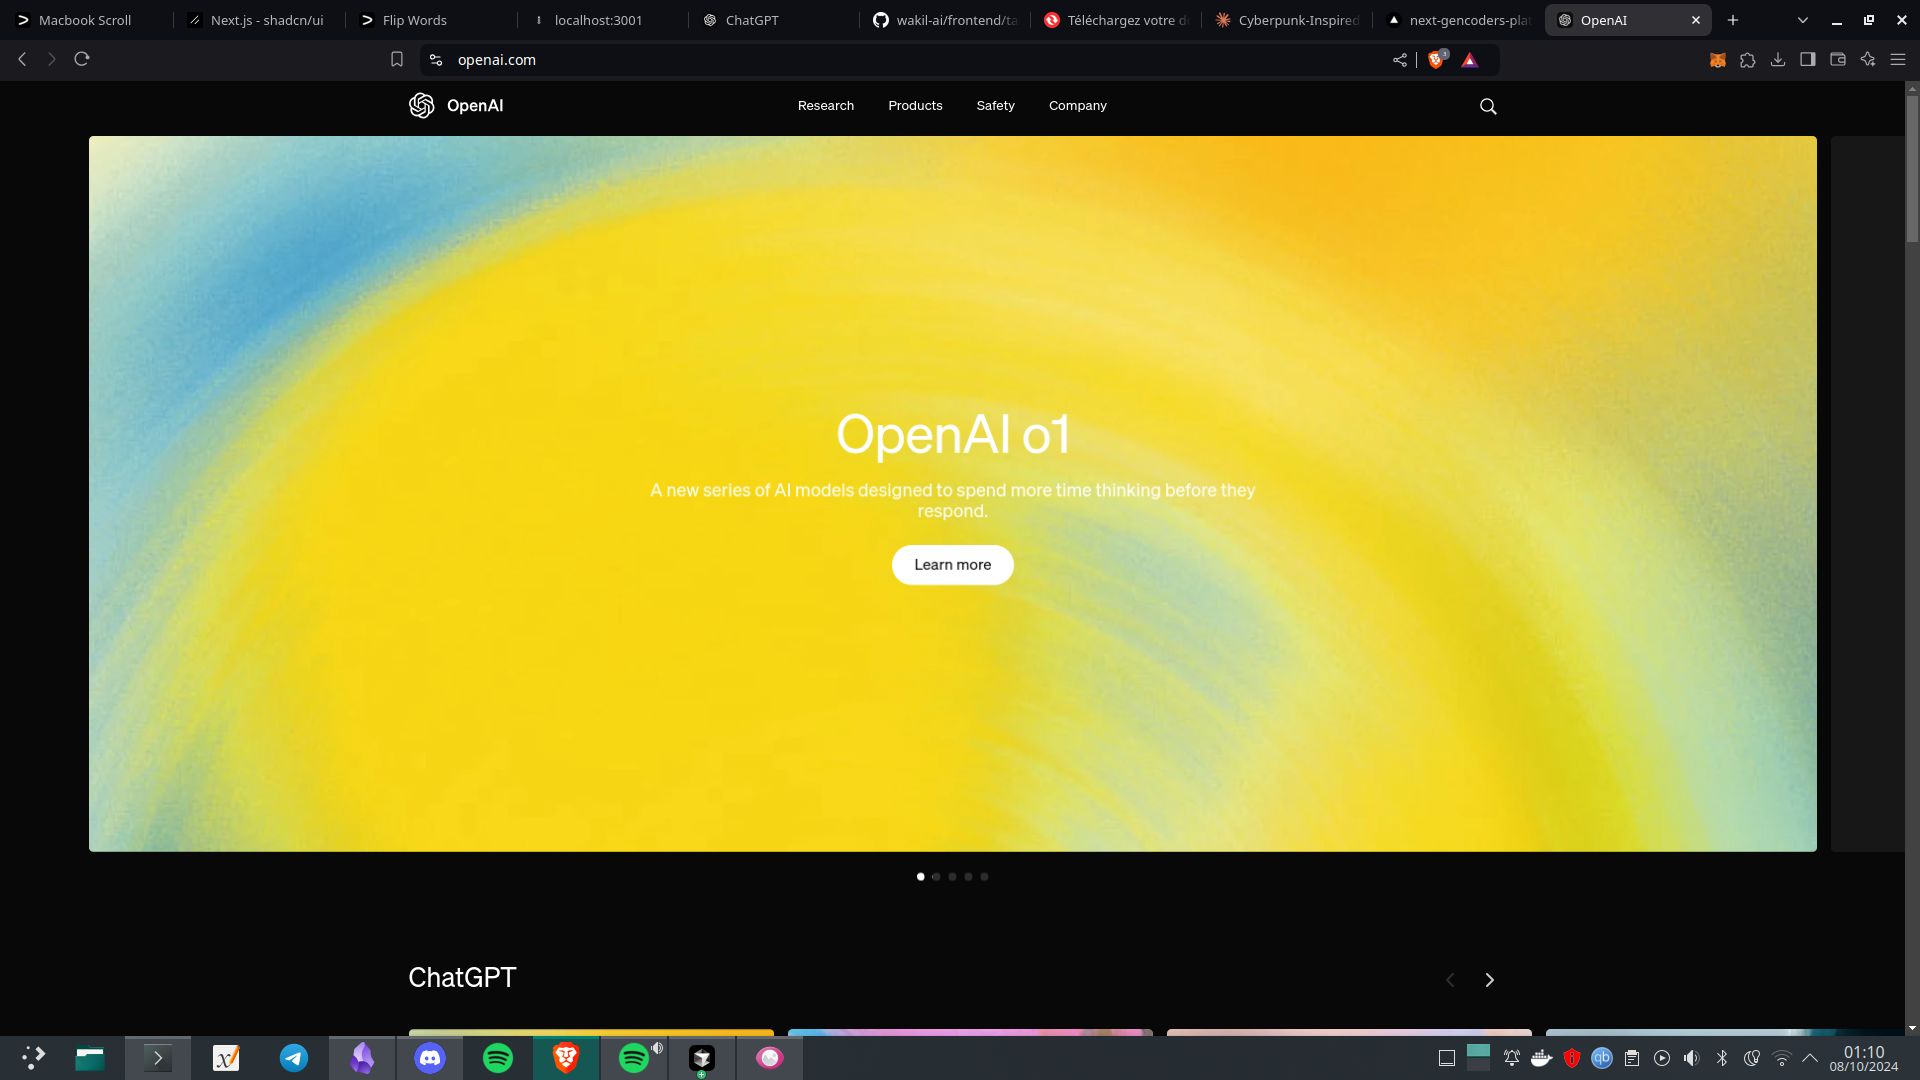 Macbook Scroll
Next.js - shadcn/ui
Flip Words
localhost:3001
ChatGPT
wakil-ai/frontend/ta
Téléchargez votre d
Cyberpunk-Inspired
next-gencoders-plat
OpenAI
openai.com
3
OpenAI
Research
Products
Safety
Company
OpenAI o1
A new series of AI models designed to spend more time thinking before they
respond.
Learn more
ChatGPT
qb
01:10
08/10/2024